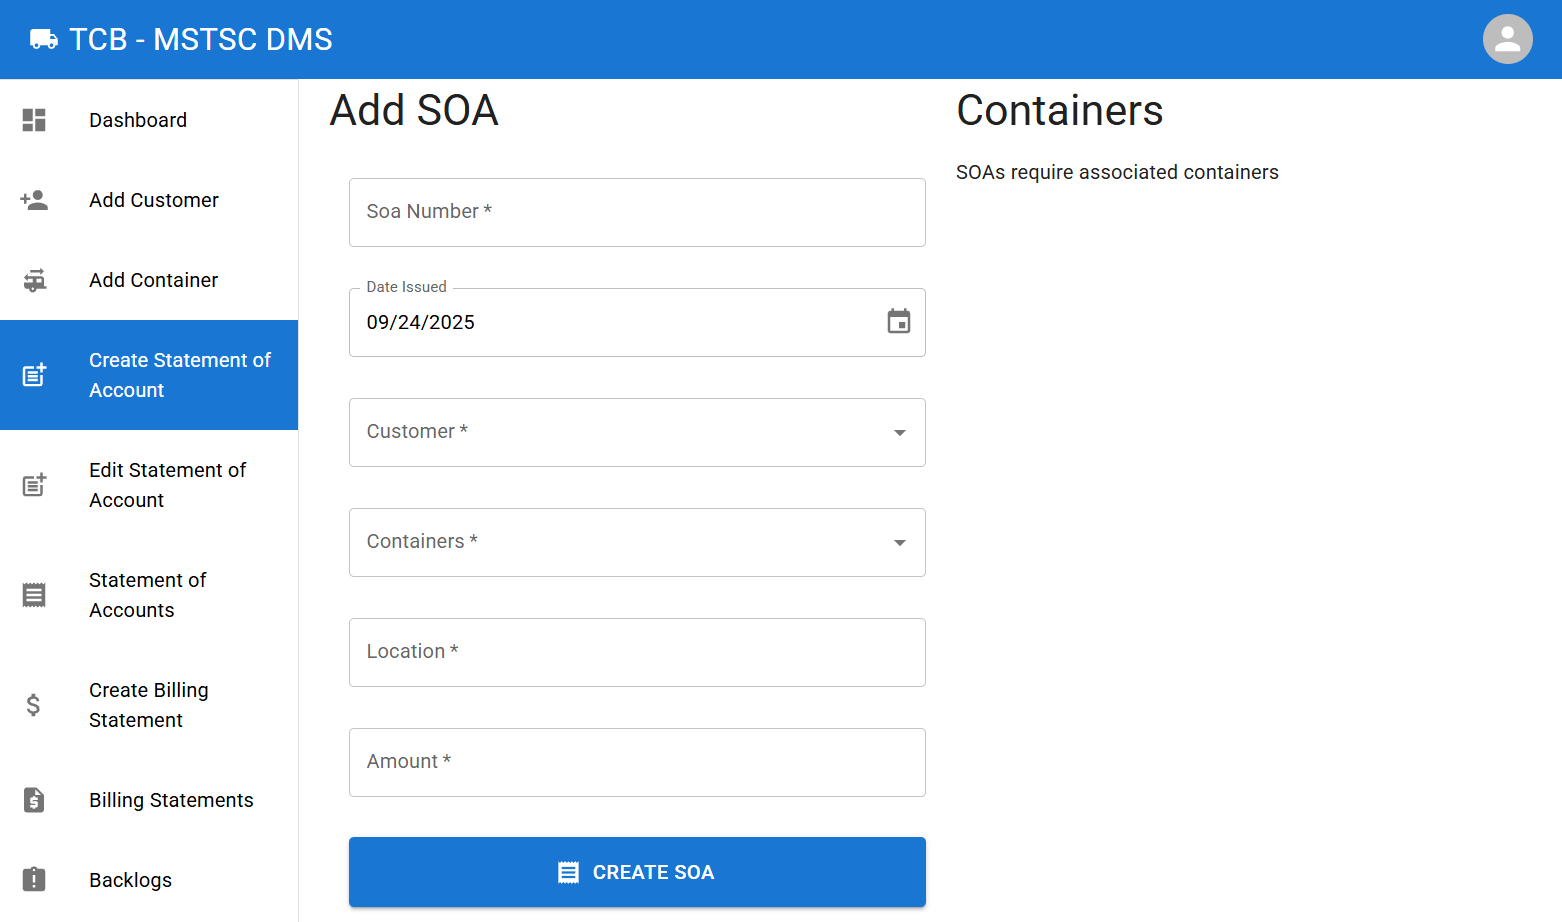 TCB - MSTSC DMS
Dashboard
Add Customer
Add Container
Create Statement of
Account
Edit Statement of
Account
Statement of
Accounts
Create Billing
Statement
Billing Statements
Backlogs
Add SOA
Soa Number *
Date Issued
09/24/2025
Customer *
Containers *
Location *
Amount *
CREATE SOA
Containers
SOAs require associated containers